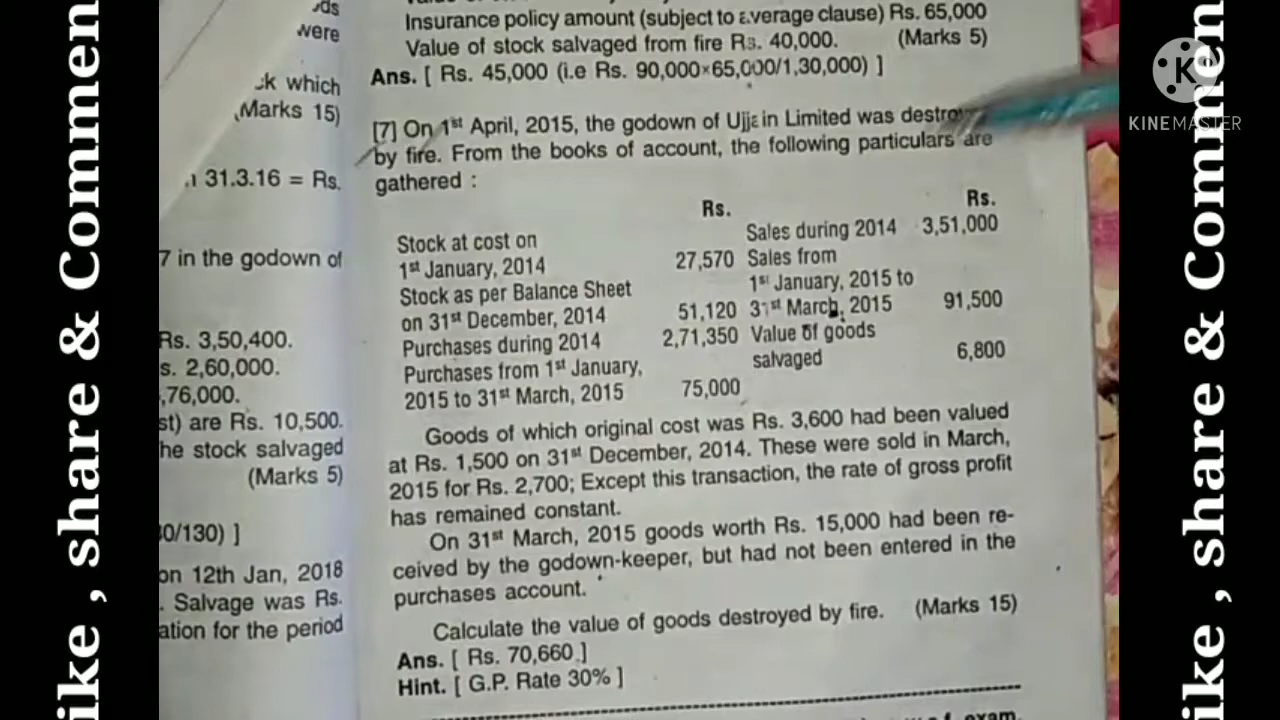 ike , share & Commen
ods
were
ck which
Marks 15)
31.3.16 = Rs.
7 in the godown of
Rs. 3,50,400.
s. 2,60,000.
,76,000.
st) are Rs. 10,500.
he stock salvaged
(Marks 5)
0/130) ]
on 12th Jan, 2018
. Salvage was Rs.
ation for the period
Insurance policy amount (subject to average clause) Rs. 65,000
Value of stock salvaged from fire Rs. 40,000. (Marks 5)
Ans. [ Rs. 45,000 (i.e Rs. 90,000×65,000/1,30,000) ]
[7] On 1st April, 2015, the godown of Ujjain Limited was destroy
by fire. From the books of account, the following particulars are
gathered :
Rs. Rs.
Stock at cost on
1st January, 2014 27,570
Stock as per Balance Sheet
on 31st December, 2014 51,120
Purchases during 2014 2,71,350
Purchases from 1st January,
2015 to 31st March, 2015 75,000
Sales during 2014 3,51,000
Sales from
1st January, 2015 to
31st March, 2015 91,500
Value of goods
salvaged 6,800
Goods of which original cost was Rs. 3,600 had been valued
at Rs. 1,500 on 31st December, 2014. These were sold in March,
2015 for Rs. 2,700; Except this transaction, the rate of gross profit
has remained constant.
On 31st March, 2015 goods worth Rs. 15,000 had been re-
ceived by the godown-keeper, but had not been entered in the
purchases account.
Calculate the value of goods destroyed by fire. (Marks 15)
Ans. [ Rs. 70,660 ]
Hint. [ G.P. Rate 30% ]
exam.
K
KINEMASTER
ike , share & Commen